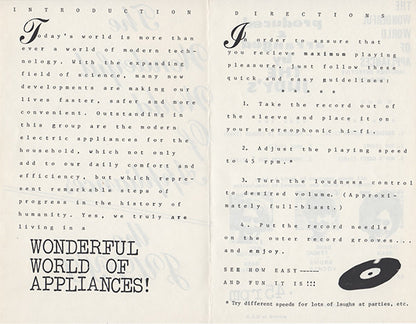 INTRODUCTION
Today's world is more than
ever a world of modern tech-
nology. With increasing
field of science, many new
developments are making our
lives faster, safer & more
convenient. Outstanding in
this group are the modern
electric appliances for the
household, which not only
add to our daily comfort and
efficiency, but which repre-
sent remarkable steps of
progress in the history of
humanity. Yes, we truly are
living in a
WONDERFUL
WORLD OF
APPLIANCES!
DIRECTIONS
In order to assure that
you recieve maximum playing
pleasure, just follow these
quick and easy guidelines:
* * * *
1. Take the record out of
the sleeve and place it on
your stereophonic hi-fi.
2. Adjust the playing speed
to 45 rpm.*
3. Turn the loudness control
to desired volume. (Approxi-
mately full-blast.)
4. Put the record needle
on the outer record grooves...
and enjoy.
SEE HOW EASY-----
AND FUN IT IS!!!
* Try different speeds for lots of laughs at parties, etc.